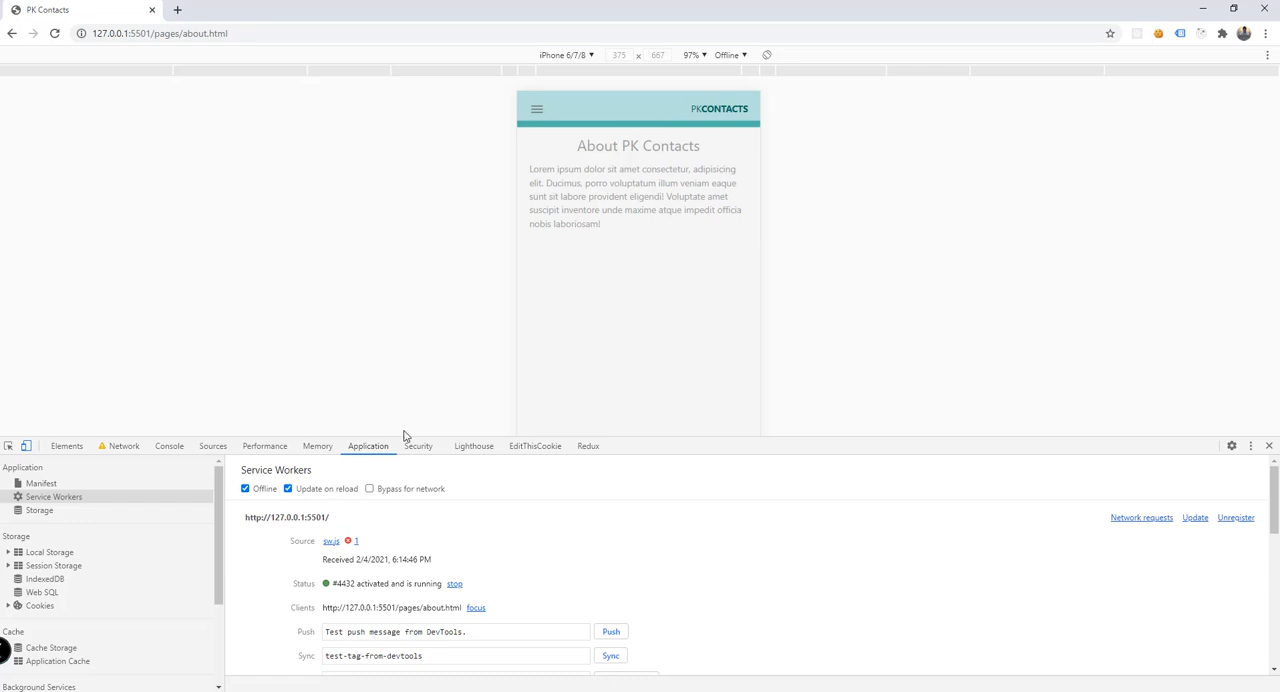 PK Contacts
127.0.0.1:5501/pages/about.html
iPhone 6/7/8 ▼ 375 x 667 97% ▼ Offline ▼
PKCONTACTS
About PK Contacts
Lorem ipsum dolor sit amet consectetur, adipisicing
elit. Ducimus, porro voluptatum illum veniam eaque
sunt sit labore provident eligendi! Voluptate amet
suscipit inventore unde maxime atque impedit officia
nobis laboriosam!
Elements Network Console Sources Performance Memory Application Security Lighthouse EditThisCookie Redux
Application
Manifest
Service Workers
Storage
Storage
Local Storage
Session Storage
IndexedDB
Web SQL
Cookies
Cache
Cache Storage
Application Cache
Background Services
Service Workers
Offline Update on reload Bypass for network
http://127.0.0.1:5501/ Network requests Update Unregister
Source sw.js 1
Received 2/4/2021, 6:14:46 PM
Status #4432 activated and is running stop
Clients http://127.0.0.1:5501/pages/about.html focus
Push Test push message from DevTools. Push
Sync test-tag-from-devtools Sync